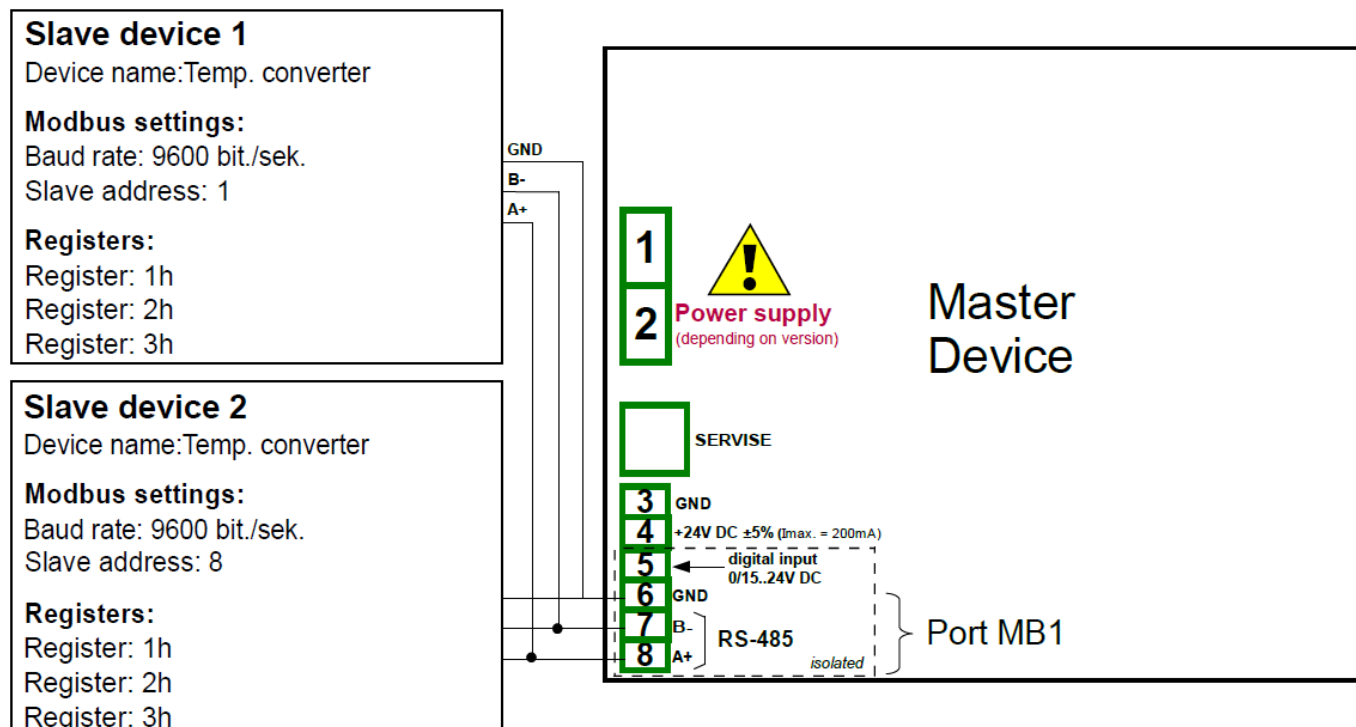 Slave device 1
Device name:Temp. converter
Modbus settings:
Baud rate: 9600 bit./sek.
Slave address: 1
Registers:
Register: 1h
Register: 2h
Register: 3h
Slave device 2
Device name:Temp. converter
Modbus settings:
Baud rate: 9600 bit./sek.
Slave address: 8
Registers:
Register: 1h
Register: 2h
Register: 3h
GND
B-
A+
1
2
!
Power supply
(depending on version)
Master
Device
SERVISE
3 GND
4 +24V DC ±5% (Imax. = 200mA)
5 digital input
0/15..24V DC
6 GND
7 B-
8 A+
RS-485
isolated
Port MB1